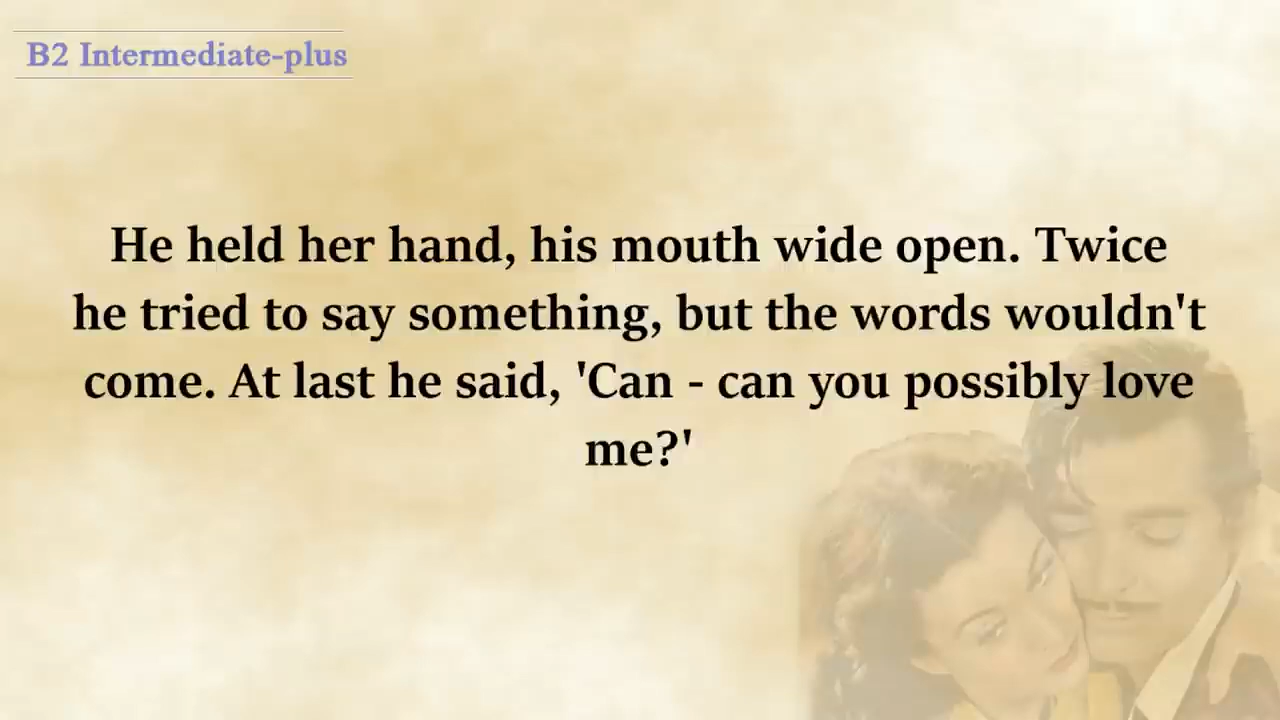 B2 Intermediate-plus
He held her hand, his mouth wide open. Twice
he tried to say something, but the words wouldn't
come. At last he said, 'Can - can you possibly love
me?'